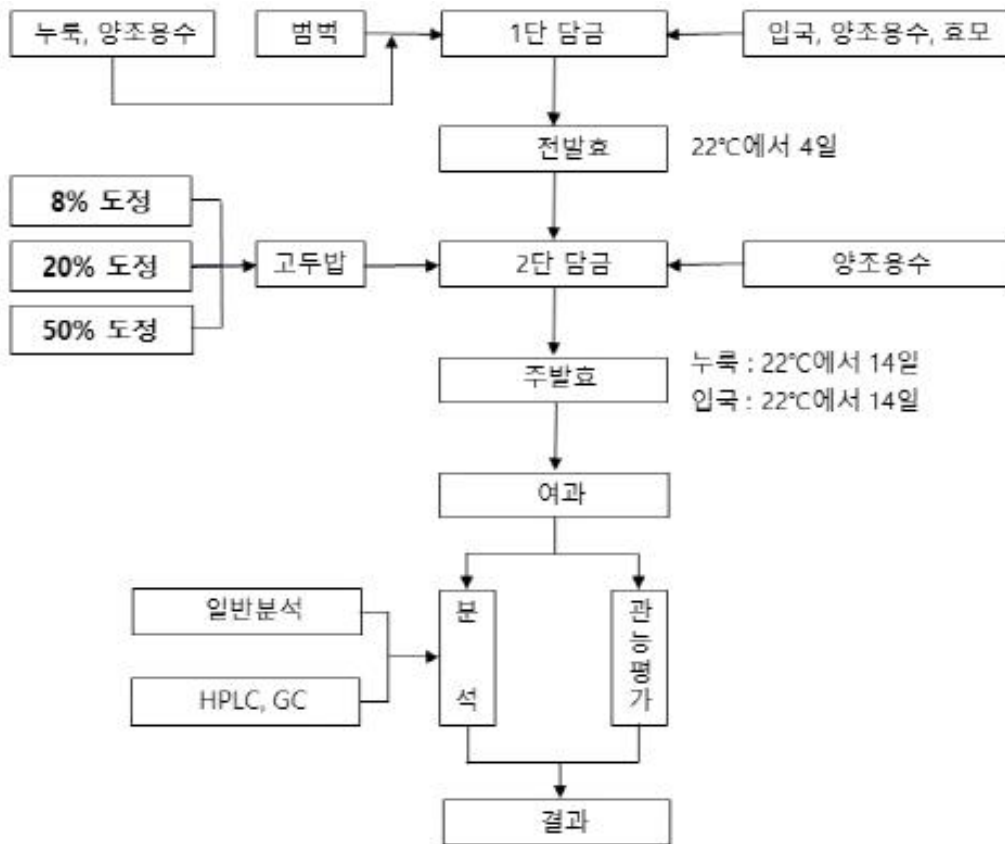 누룩, 양조용수
범벅
1단 담금
입국, 양조용수, 효모
전발효
22℃에서 4일
8% 도정
20% 도정
50% 도정
고두밥
2단 담금
양조용수
주발효
누룩 : 22℃에서 14일
입국 : 22℃에서 14일
여과
일반분석
HPLC, GC
분석
관능평가
결과